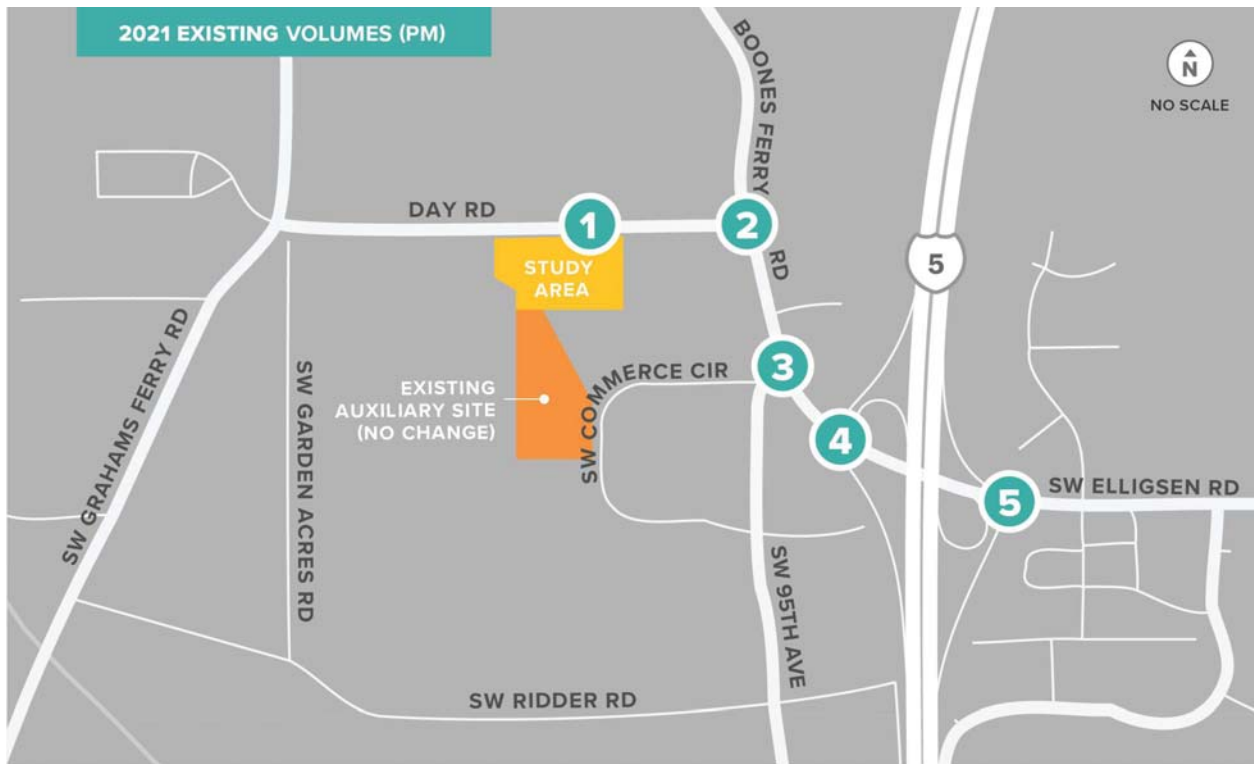 2021 EXISTING VOLUMES (PM)
BOONES FERRY
RD
N
NO SCALE
DAY RD
1
2
STUDY
AREA
5
SW GRAHAMS FERRY RD
SW GARDEN ACRES RD
EXISTING
AUXILIARY SITE
(NO CHANGE)
SW COMMERCE CIR
3
4
5
SW ELLIGSEN RD
SW 95TH AVE
SW RIDDER RD